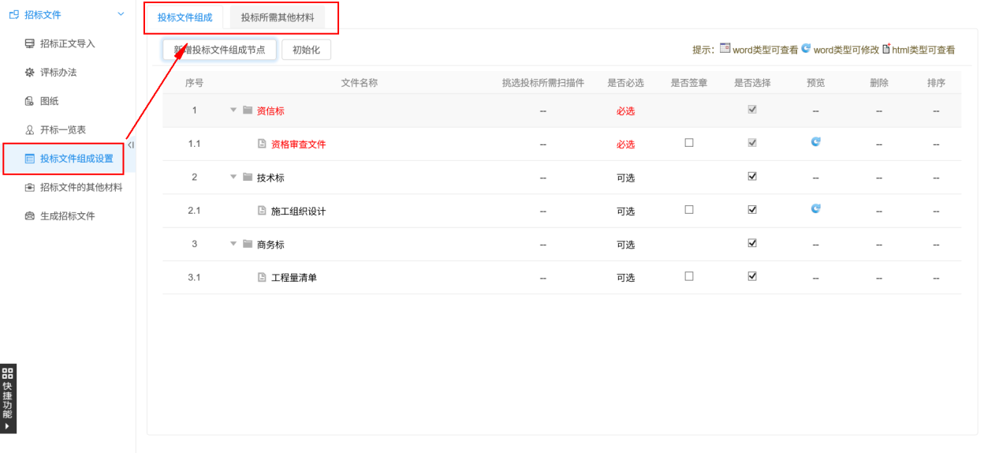 招标文件
招标正文导入
评标办法
图纸
开标一览表
投标文件组成设置
招标文件的其他材料
生成招标文件
快捷功能
投标文件组成 投标所需其他材料
新增投标文件组成节点 初始化 提示: word类型可查看 word类型可修改 html类型可查看
序号 文件名称 挑选投标所需扫描件 是否必选 是否签章 是否选择 预览 删除 排序
1 资信标 -- 必选 -- -- --
1.1 资格审查文件 -- 必选 -- --
2 技术标 -- 可选 -- -- --
2.1 施工组织设计 -- 可选 -- --
3 商务标 -- 可选 -- -- --
3.1 工程量清单 -- 可选 -- -- --